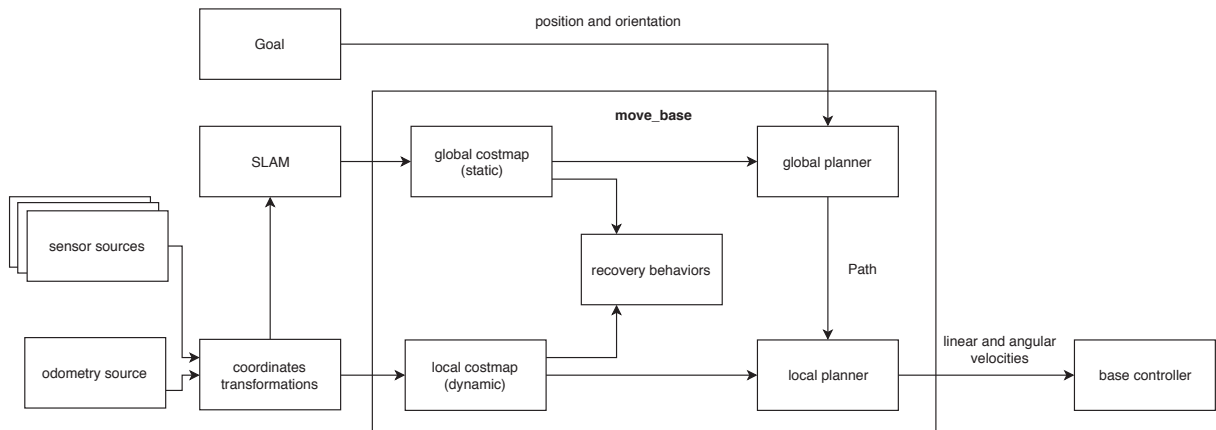 position and orientation
Goal
move_base
SLAM
global costmap
(static)
global planner
sensor sources
recovery behaviors
Path
linear and angular
velocities
odometry source
coordinates
transformations
local costmap
(dynamic)
local planner
base controller